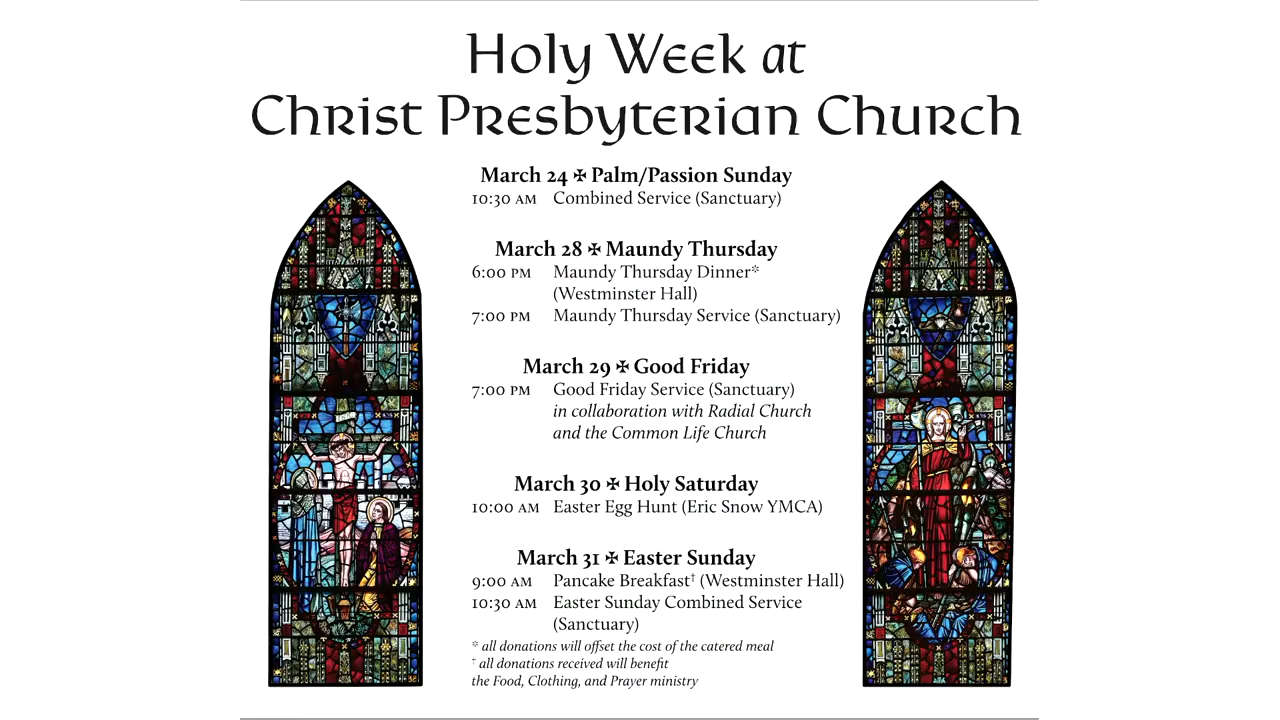 Holy Week at
Christ Presbyterian Church
March 24 ✠ Palm/Passion Sunday
10:30 AM Combined Service (Sanctuary)
March 28 ✠ Maundy Thursday
6:00 PM Maundy Thursday Dinner*
(Westminster Hall)
7:00 PM Maundy Thursday Service (Sanctuary)
March 29 ✠ Good Friday
7:00 PM Good Friday Service (Sanctuary)
in collaboration with Radial Church
and the Common Life Church
March 30 ✠ Holy Saturday
10:00 AM Easter Egg Hunt (Eric Snow YMCA)
March 31 ✠ Easter Sunday
9:00 AM Pancake Breakfast† (Westminster Hall)
10:30 AM Easter Sunday Combined Service
(Sanctuary)
* all donations will offset the cost of the catered meal
† all donations received will benefit
the Food, Clothing, and Prayer ministry